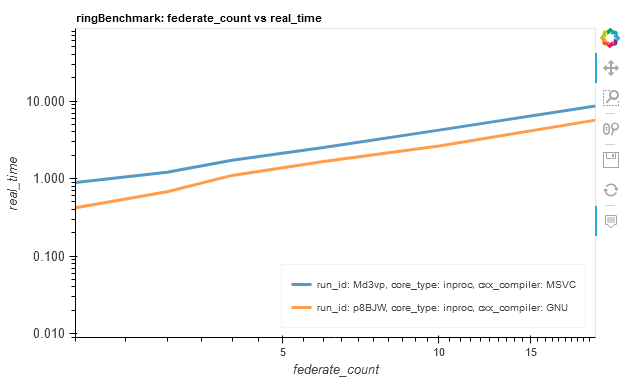 ringBenchmark: federate_count vs real_time
10.000
1.000
0.100
0.010
real_time
run_id: Md3vp, core_type: inproc, cxx_compiler: MSVC
run_id: p8BJW, core_type: inproc, cxx_compiler: GNU
5
10
15
federate_count